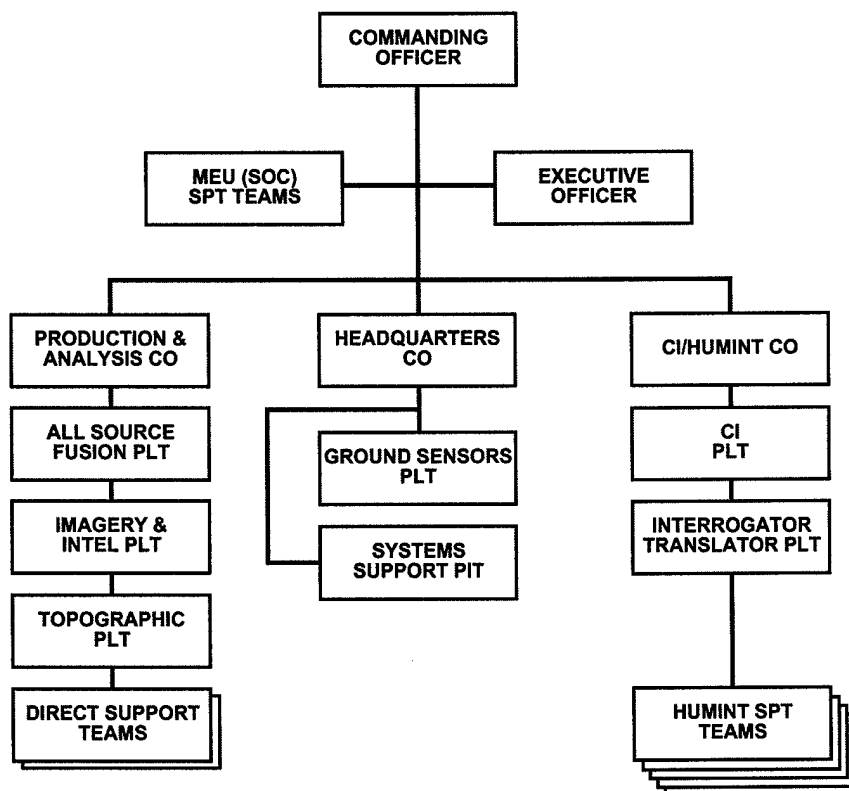 COMMANDING
OFFICER
MEU (SOC)
SPT TEAMS
EXECUTIVE
OFFICER
PRODUCTION &
ANALYSIS CO
HEADQUARTERS
CO
CI/HUMINT CO
ALL SOURCE
FUSION PLT
GROUND SENSORS
PLT
CI
PLT
IMAGERY &
INTEL PLT
SYSTEMS
SUPPORT PIT
INTERROGATOR
TRANSLATOR PLT
TOPOGRAPHIC
PLT
DIRECT SUPPORT
TEAMS
HUMINT SPT
TEAMS